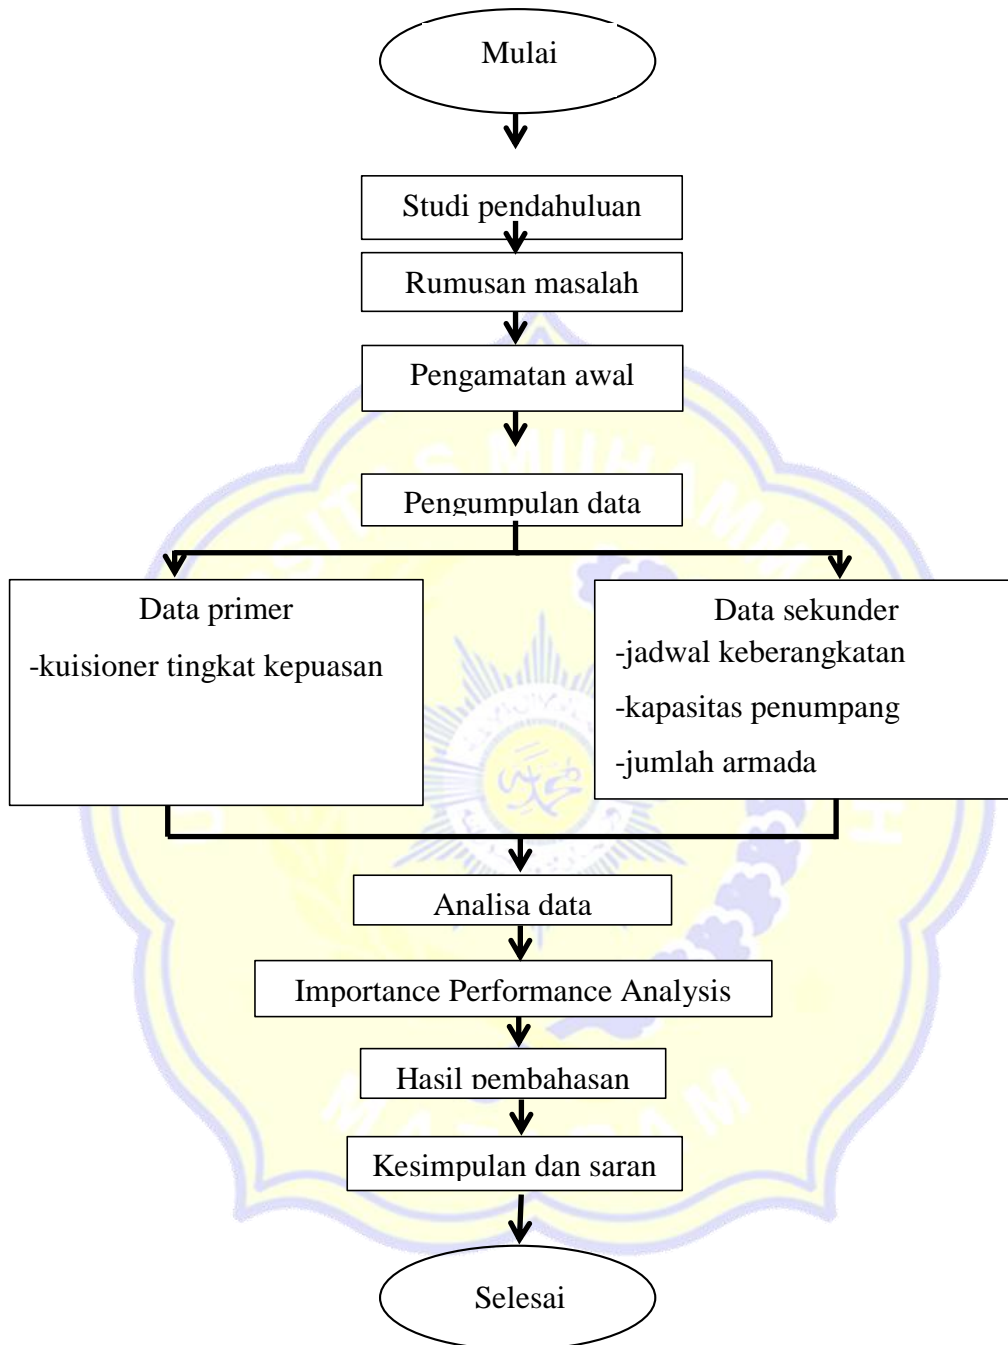 Mulai
Studi pendahuluan
Rumusan masalah
Pengamatan awal
Pengumpulan data
Data primer
-kuisioner tingkat kepuasan
Data sekunder
-jadwal keberangkatan
-kapasitas penumpang
-jumlah armada
Analisa data
Importance Performance Analysis
Hasil pembahasan
Kesimpulan dan saran
Selesai